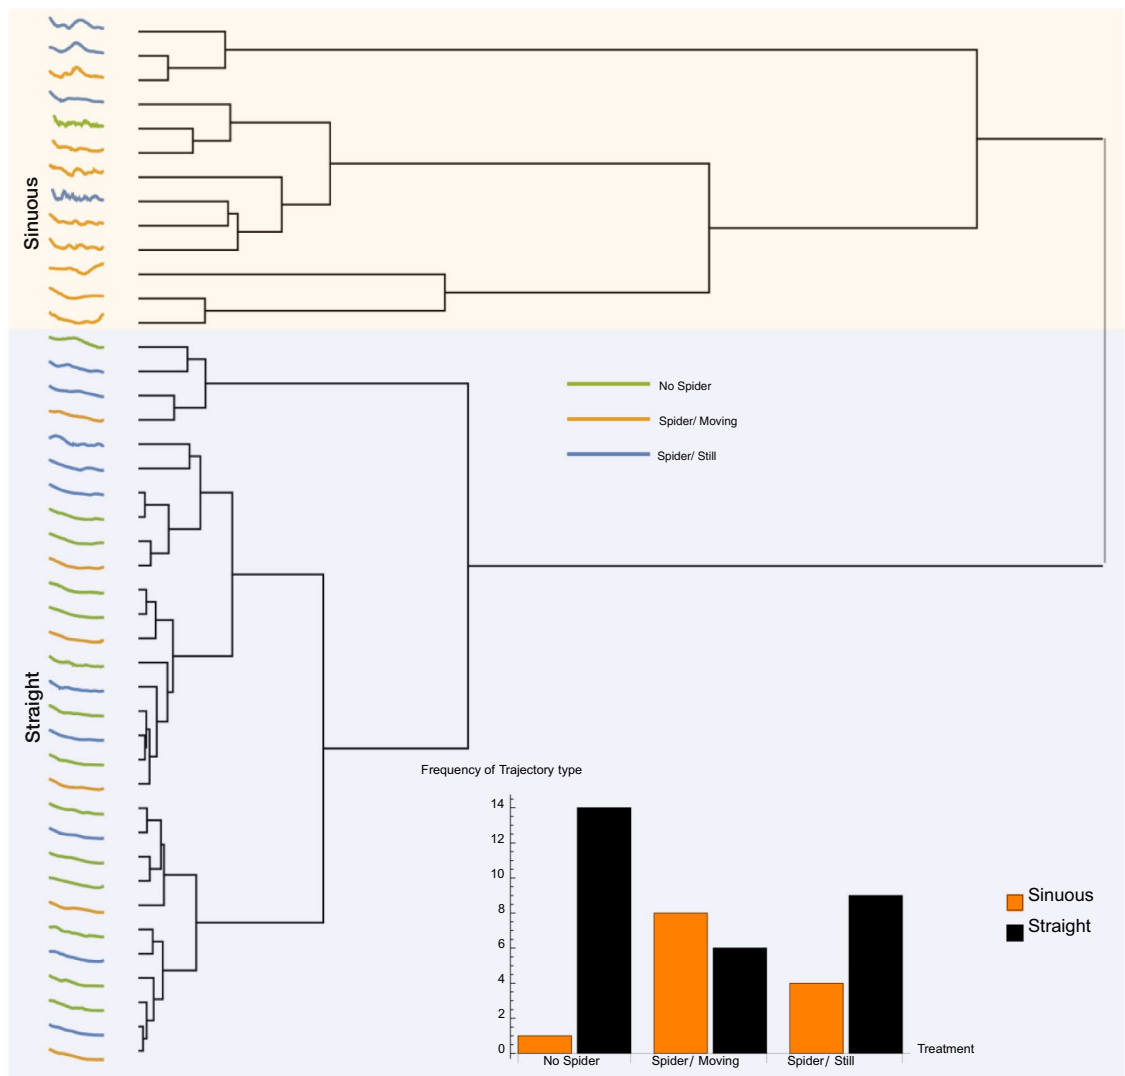 Sinuous
No Spider
Spider/ Moving
Spider/ Still
Straight
Frequency of Trajectory type
14
12
10
8
6
4
2
0
No Spider
Spider/ Moving
Spider/ Still
Treatment
Sinuous
Straight